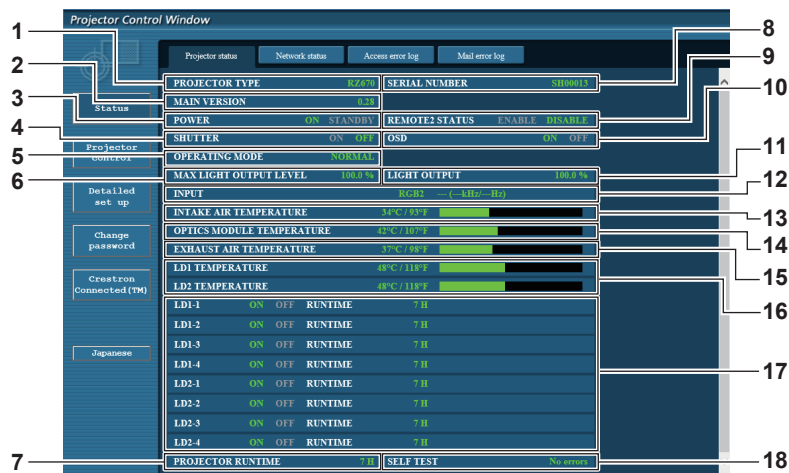 Projector Control Window
1
2
3
4
5
6
7
8
9
10
11
12
13
14
15
16
17
18
Status
Projector
control
Detailed
set up
Change
password
Crestron
Connected(TM)
Japanese
Projector status Network status Access error log Mail error log
PROJECTOR TYPE RZ670 SERIAL NUMBER SH00013
MAIN VERSION 0.28
POWER ON STANDBY REMOTE2 STATUS ENABLE DISABLE
SHUTTER ON OFF OSD ON OFF
OPERATING MODE NORMAL
MAX LIGHT OUTPUT LEVEL 100.0 % LIGHT OUTPUT 100.0 %
INPUT RGB2 --- (---kHz/---Hz)
INTAKE AIR TEMPERATURE 34°C / 93°F
OPTICS MODULE TEMPERATURE 42°C / 107°F
EXHAUST AIR TEMPERATURE 37°C / 98°F
LD1 TEMPERATURE 48°C / 118°F
LD2 TEMPERATURE 48°C / 118°F
LD1-1 ON OFF RUNTIME 7 H
LD1-2 ON OFF RUNTIME 7 H
LD1-3 ON OFF RUNTIME 7 H
LD1-4 ON OFF RUNTIME 7 H
LD2-1 ON OFF RUNTIME 7 H
LD2-2 ON OFF RUNTIME 7 H
LD2-3 ON OFF RUNTIME 7 H
LD2-4 ON OFF RUNTIME 7 H
PROJECTOR RUNTIME 7 H SELF TEST No errors